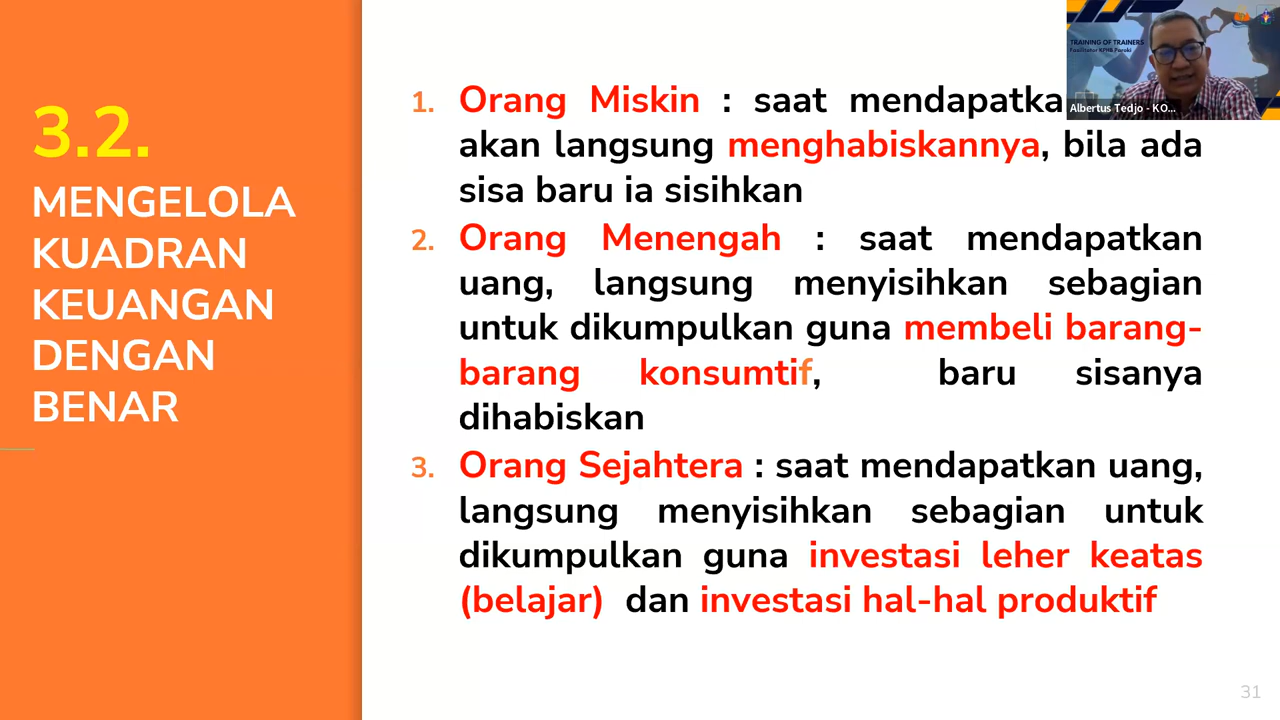 3.2.
MENGELOLA
KUADRAN
KEUANGAN
DENGAN
BENAR
1. Orang Miskin : saat mendapatka
akan langsung menghabiskannya, bila ada
sisa baru ia sisihkan
2. Orang Menengah : saat mendapatkan
uang, langsung menyisihkan sebagian
untuk dikumpulkan guna membeli barang-
barang konsumtif, baru sisanya
dihabiskan
3. Orang Sejahtera : saat mendapatkan uang,
langsung menyisihkan sebagian untuk
dikumpulkan guna investasi leher keatas
(belajar) dan investasi hal-hal produktif
TRAINING OF TRAINERS
Fasilitator KPHB Paroki
Albertus Tedjo - KO...
31